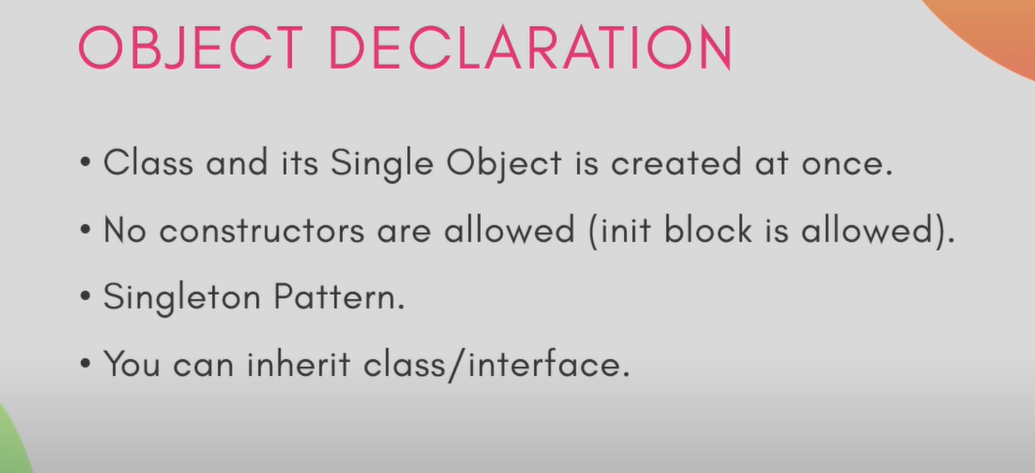 OBJECT DECLARATION
• Class and its Single Object is created at once.
• No constructors are allowed (init block is allowed).
• Singleton Pattern.
• You can inherit class/interface.